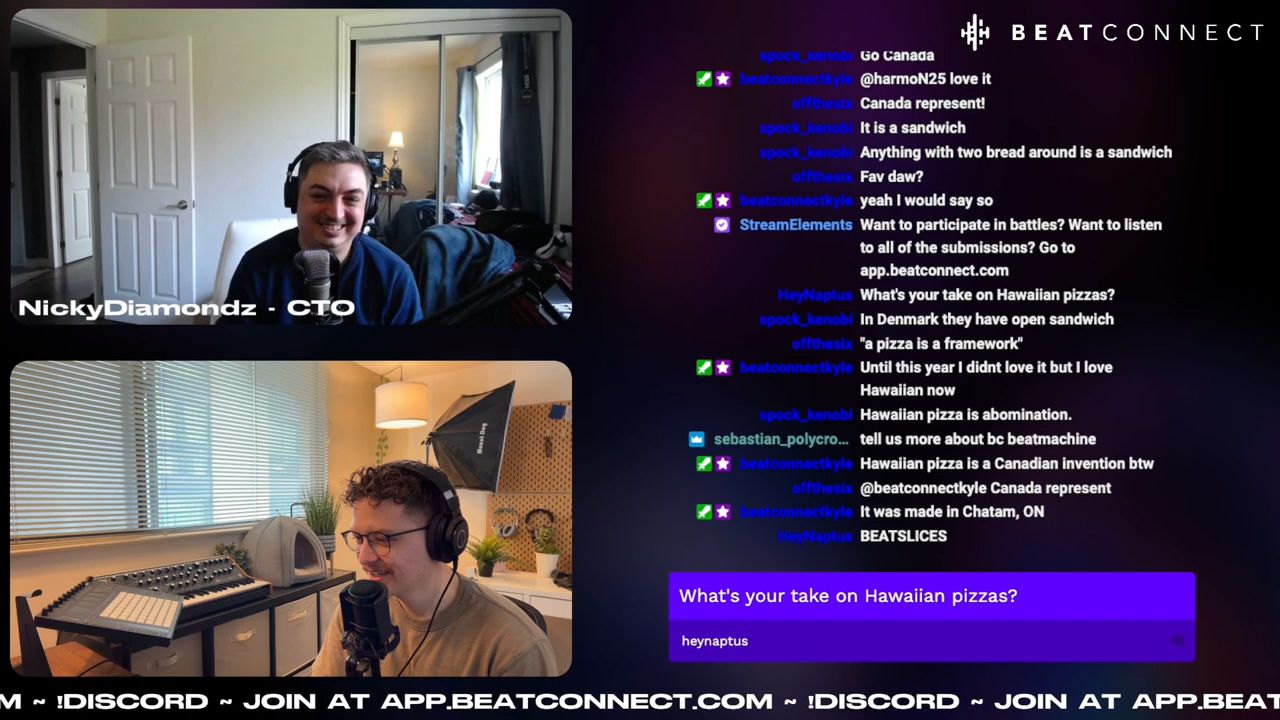 BEATCONNECT
spock_kenobi Go Canada
beatconnectkyle @harmoN25 love it
offthesix Canada represent!
spock_kenobi It is a sandwich
spock_kenobi Anything with two bread around is a sandwich
offthesix Fav daw?
beatconnectkyle yeah I would say so
StreamElements Want to participate in battles? Want to listen
to all of the submissions? Go to
app.beatconnect.com
HeyNaptus What's your take on Hawaiian pizzas?
spock_kenobi In Denmark they have open sandwich
offthesix "a pizza is a framework"
beatconnectkyle Until this year I didnt love it but I love
Hawaiian now
spock_kenobi Hawaiian pizza is abomination.
sebastian_polycro... tell us more about bc beatmachine
beatconnectkyle Hawaiian pizza is a Canadian invention btw
offthesix @beatconnectkyle Canada represent
beatconnectkyle It was made in Chatam, ON
HeyNaptus BEATSLICES
What's your take on Hawaiian pizzas?
heynaptus
NickyDiamondz - CTO
M ~ !DISCORD ~ JOIN AT APP.BEATCONNECT.COM ~ !DISCORD ~ JOIN AT APP.BEAT